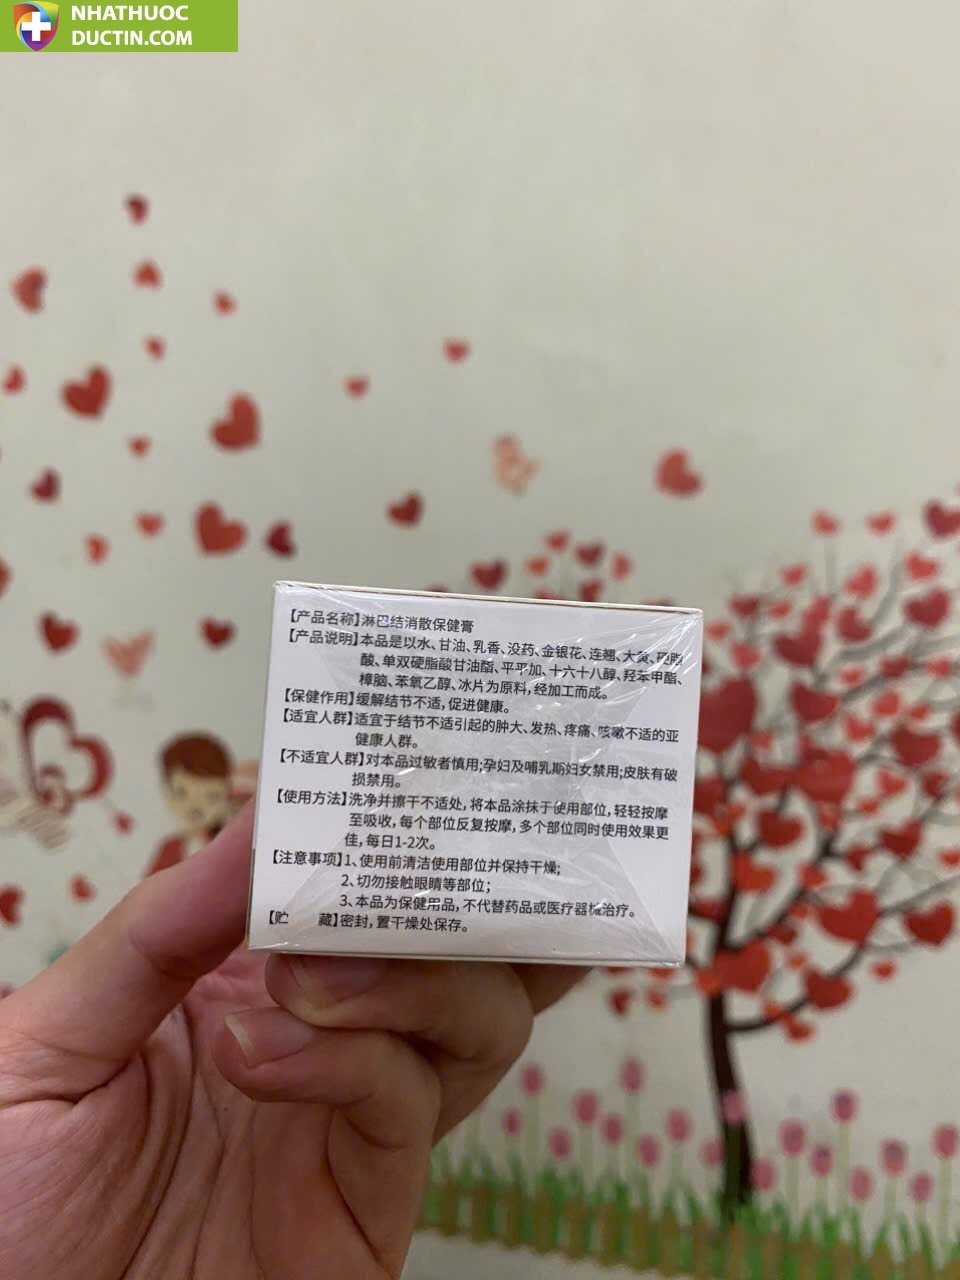 NHATHUOC
DUCTIN.COM
【产品名称】淋巴结消散保健膏
【产品说明】本品是以水、甘油、乳香、没药、金银花、连翘、大黄、硬脂
酸、单双硬脂酸甘油酯、平平加、十六十八醇、羟苯甲酯、
樟脑、苯氧乙醇、冰片为原料,经加工而成。
【保健作用】缓解结节不适,促进健康。
【适宜人群】适宜于结节不适引起的肿大、发热、疼痛、咳嗽不适的亚
健康人群。
【不适宜人群】对本品过敏者慎用;孕妇及哺乳期妇女禁用;皮肤有破
损禁用。
【使用方法】洗净并擦干不适处,将本品涂抹于使用部位,轻轻按摩
至吸收,每个部位反复按摩,多个部位同时使用效果更
佳,每日1-2次。
【注意事项】1、使用前清洁使用部位并保持干燥;
2、切勿接触眼睛等部位;
3、本品为保健用品,不代替药品或医疗器械治疗。
【贮 藏】密封,置干燥处保存。